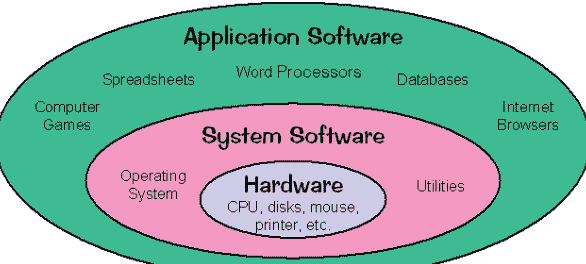 Application Software
Spreadsheets
Word Processors
Databases
Computer
Games
Internet
Browsers
System Software
Operating
System
Utilities
Hardware
CPU, disks, mouse,
printer, etc.